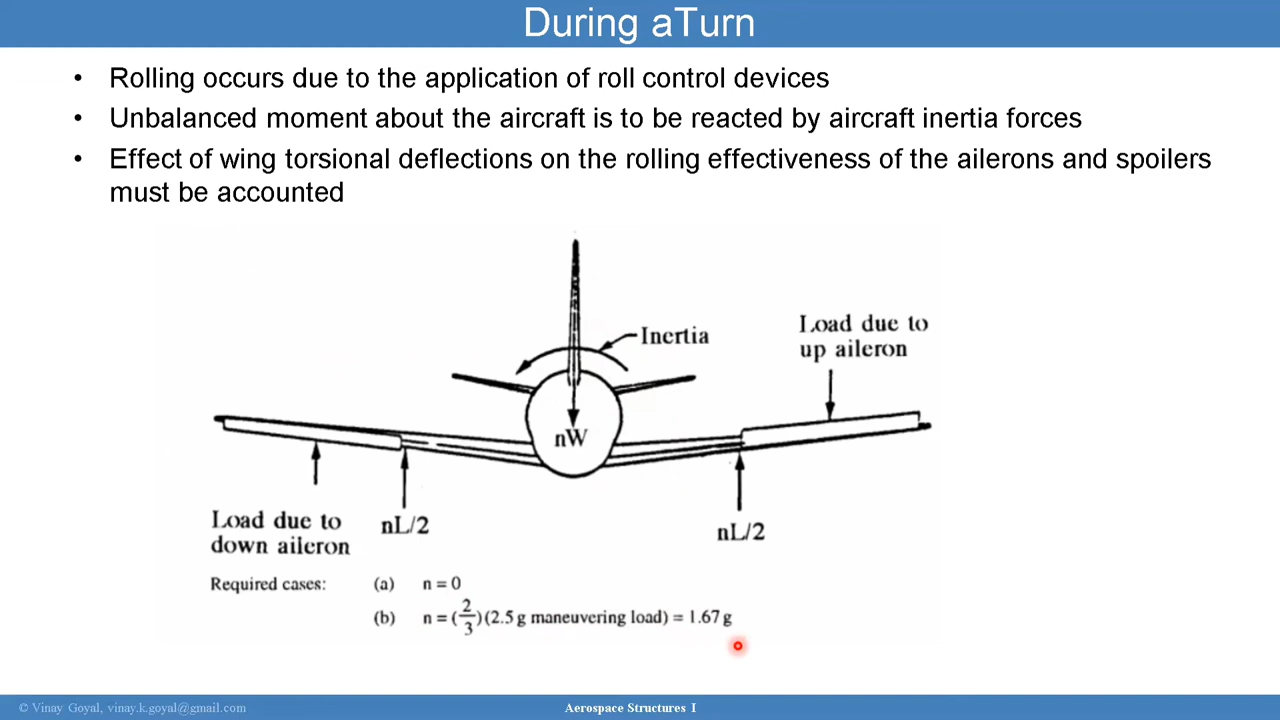 During aTurn
• Rolling occurs due to the application of roll control devices
• Unbalanced moment about the aircraft is to be reacted by aircraft inertia forces
• Effect of wing torsional deflections on the rolling effectiveness of the ailerons and spoilers
must be accounted
Inertia
Load due to
up aileron
nW
Load due to
down aileron
nL/2
nL/2
Required cases: (a) n = 0
(b) n = (2/3)(2.5 g maneuvering load) = 1.67 g
© Vinay Goyal, vinay.k.goyal@gmail.com
Aerospace Structures I